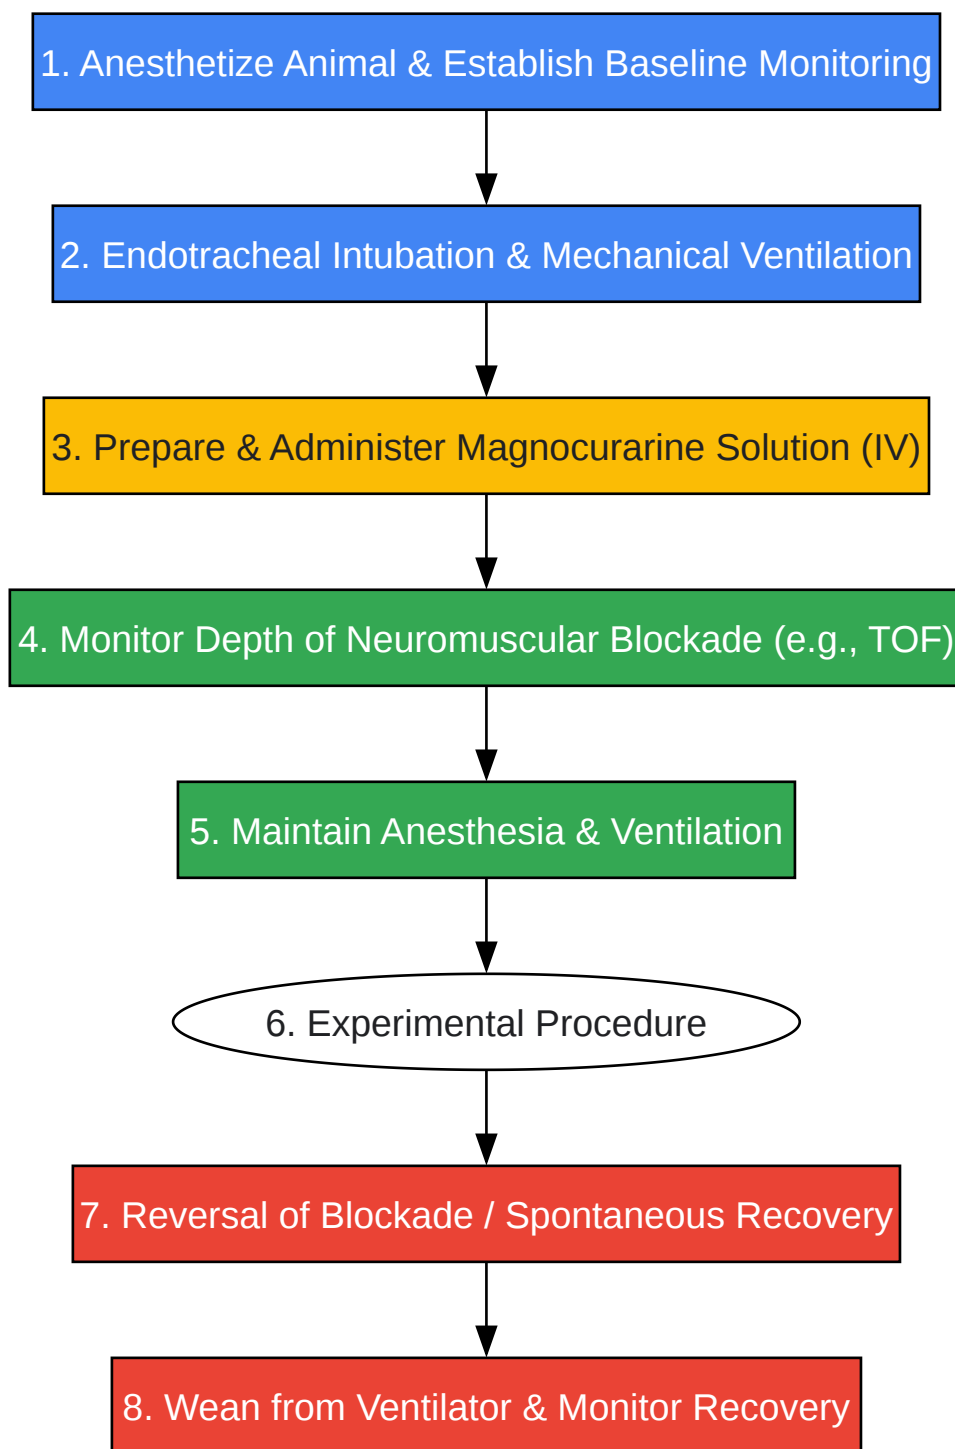 1. Anesthetize Animal & Establish Baseline Monitoring
2. Endotracheal Intubation & Mechanical Ventilation
3. Prepare & Administer Magnocurarine Solution (IV)
4. Monitor Depth of Neuromuscular Blockade (e.g., TOF)
5. Maintain Anesthesia & Ventilation
6. Experimental Procedure
7. Reversal of Blockade / Spontaneous Recovery
8. Wean from Ventilator & Monitor Recovery